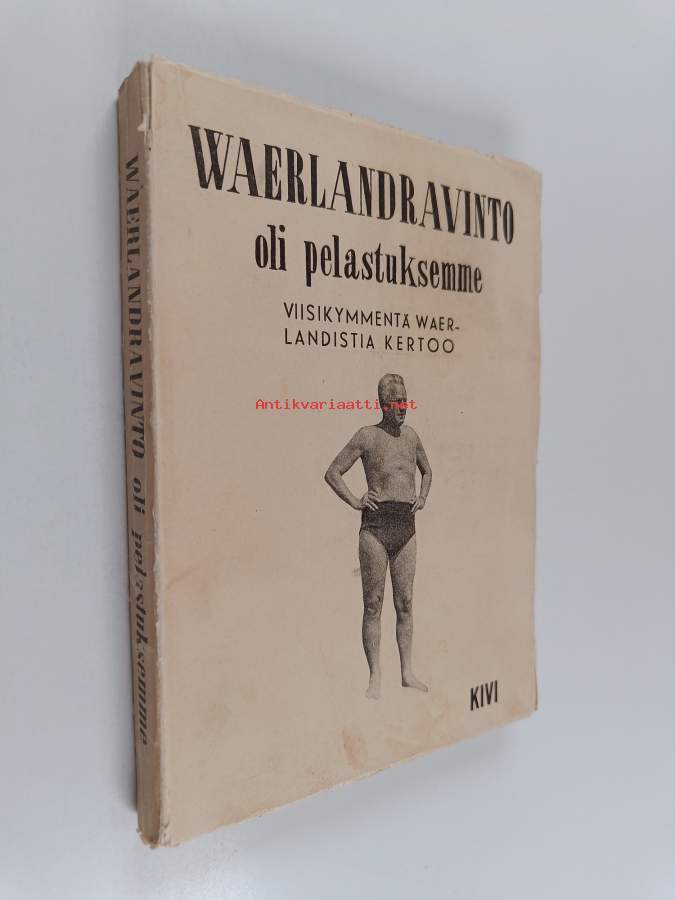 WAERLANDRAVINTO
oli pelastuksemme
VIISIKYMMENTÄ WAER-
LANDISTIA KERTOO
Antikvariaatti.net
KIVI
WAERLANDRAVINTO oli pelastuksemme